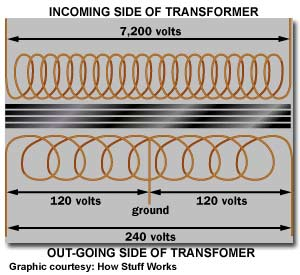 INCOMING SIDE OF TRANSFORMER
7,200 volts
120 volts
120 volts
ground
240 volts
OUT-GOING SIDE OF TRANSFOMER
Graphic courtesy: How Stuff Works